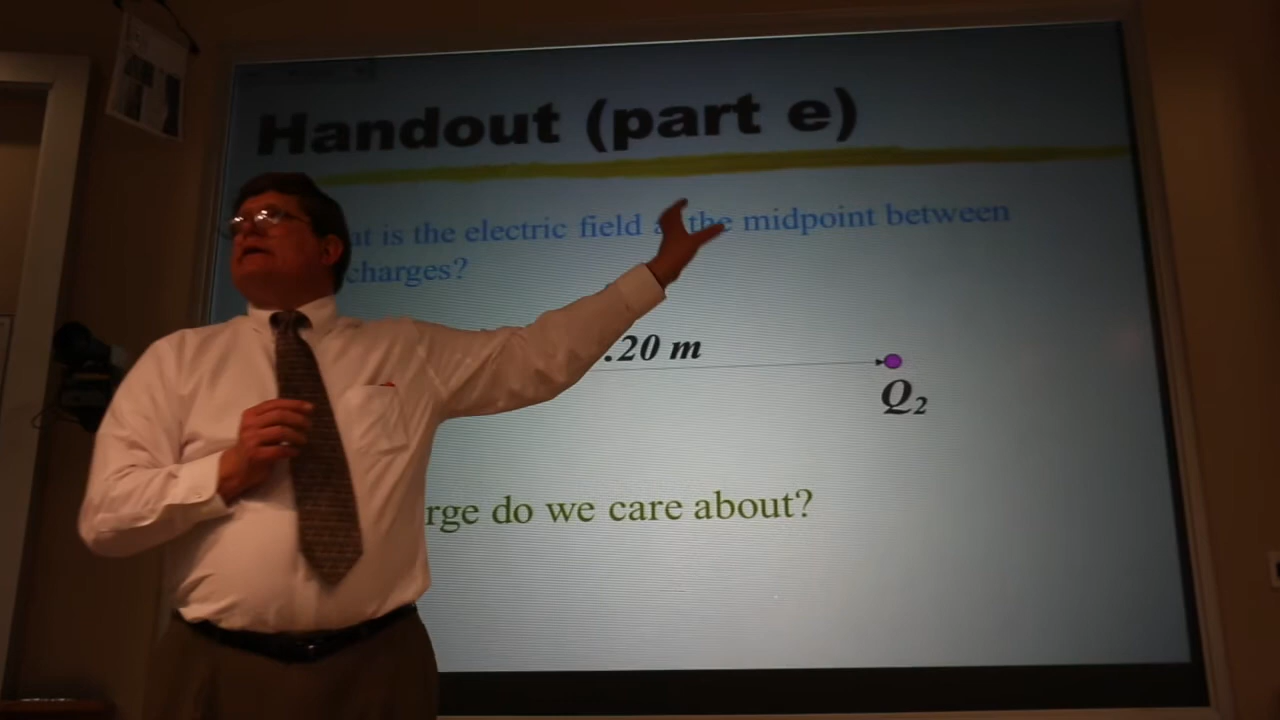 Handout (part e)
at is the electric field the midpoint between
charges?
.20 m
Q2
rge do we care about?